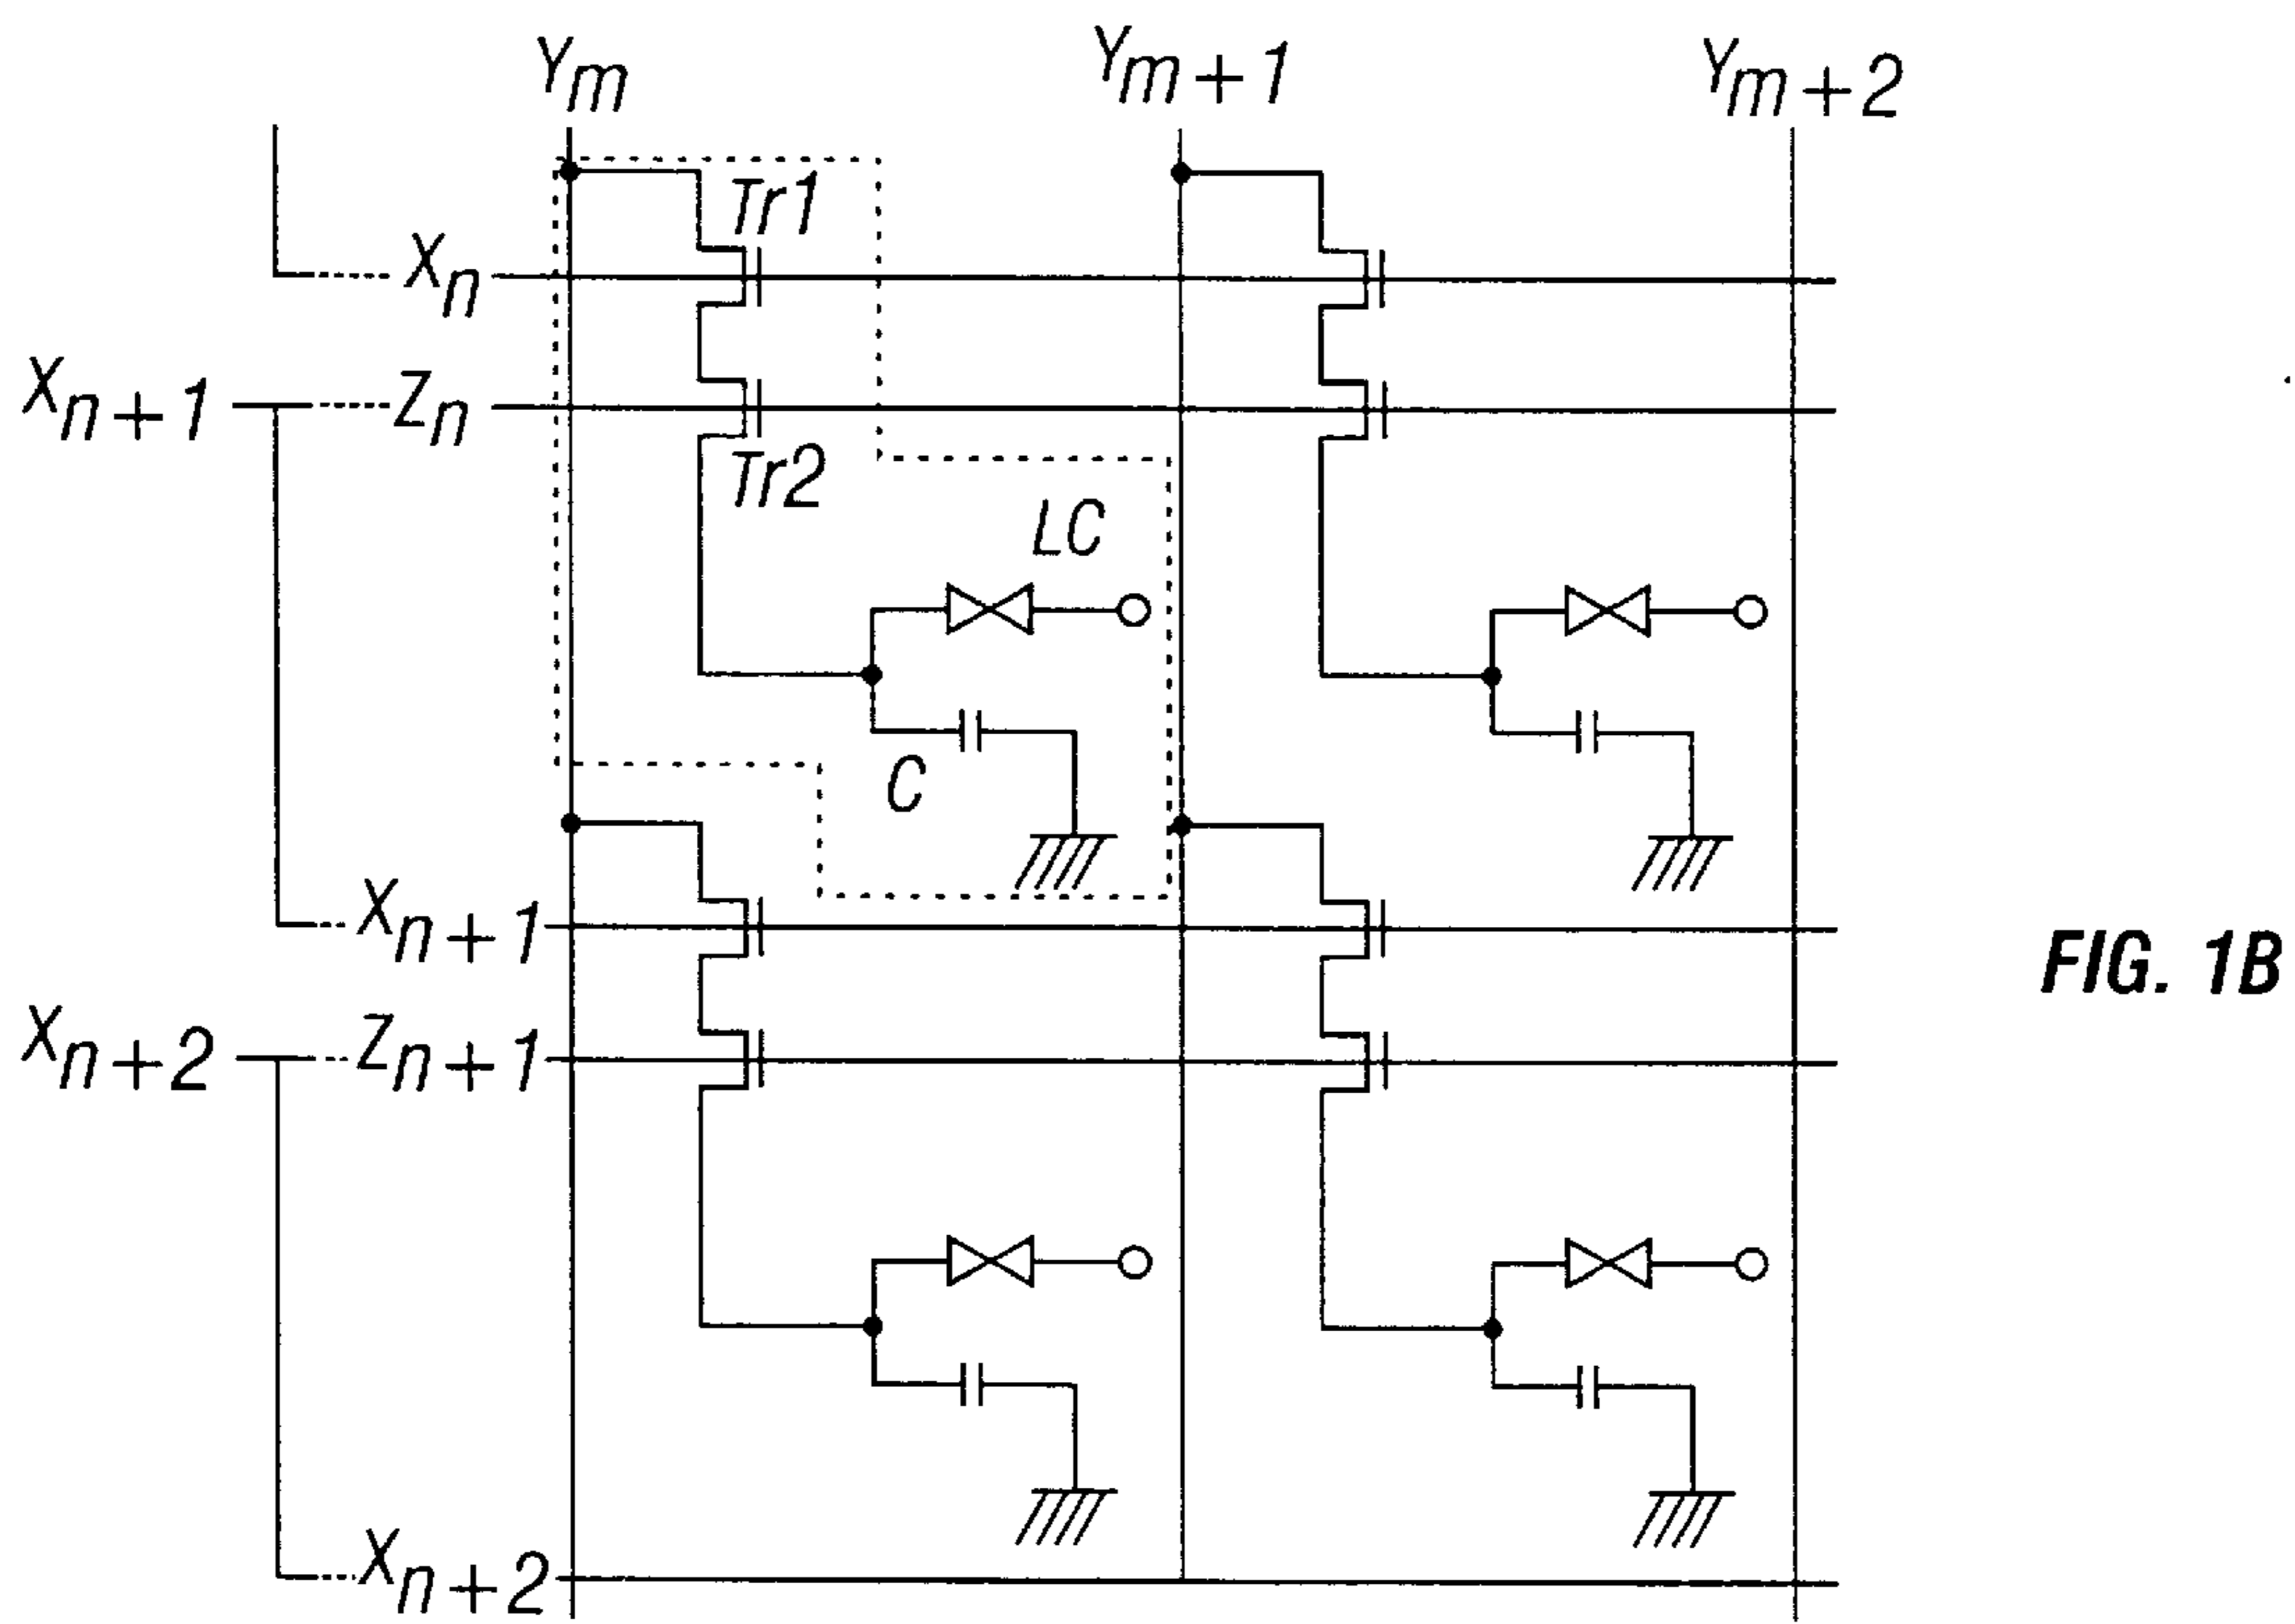 Yₘ Yₘ₊₁ Yₘ₊₂
Tr1
Xₙ
Xₙ₊₁ Zₙ
Tr2
LC
C
Xₙ₊₁
FIG. 1B
Xₙ₊₂ Zₙ₊₁
Xₙ₊₂